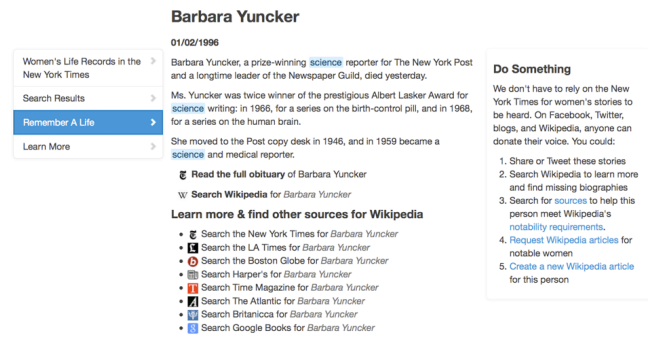 Barbara Yuncker
01/02/1996
Women's Life Records in the
New York Times
Search Results
Remember A Life
Learn More
Barbara Yuncker, a prize-winning science reporter for The New York Post
and a longtime leader of the Newspaper Guild, died yesterday.
Ms. Yuncker was twice winner of the prestigious Albert Lasker Award for
science writing: in 1966, for a series on the birth-control pill, and in 1968,
for a series on the human brain.
She moved to the Post copy desk in 1946, and in 1959 became a
science and medical reporter.
Read the full obituary of Barbara Yuncker
W Search Wikipedia for Barbara Yuncker
Learn more & find other sources for Wikipedia
Search the New York Times for Barbara Yuncker
Search the LA Times for Barbara Yuncker
Search the Boston Globe for Barbara Yuncker
Search Harper's for Barbara Yuncker
Search Time Magazine for Barbara Yuncker
Search The Atlantic for Barbara Yuncker
Search Britanicca for Barbara Yuncker
Search Google Books for Barbara Yuncker
Do Something
We don't have to rely on the New
York Times for women's stories to
be heard. On Facebook, Twitter,
blogs, and Wikipedia, anyone can
donate their voice. You could:
1. Share or Tweet these stories
2. Search Wikipedia to learn more
and find missing biographies
3. Search for sources to help this
person meet Wikipedia's
notability requirements.
4. Request Wikipedia articles for
notable women
5. Create a new Wikipedia article
for this person